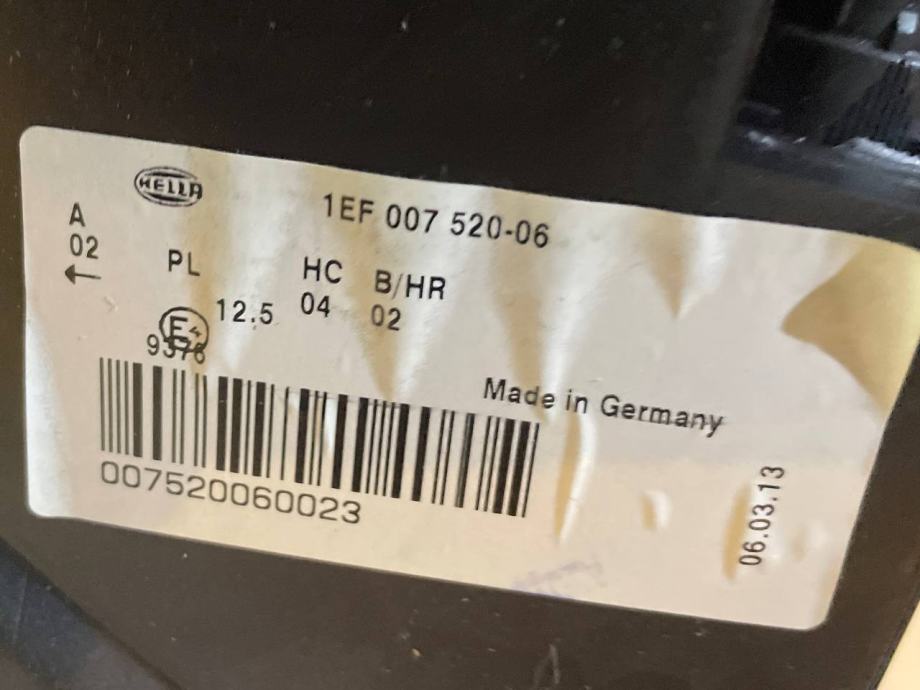 HELLA
1EF 007 520-06
A
02
←
PL
HC
04
B/HR
02
E4
12.5
9376
Made in Germany
007520060023
06.03.13